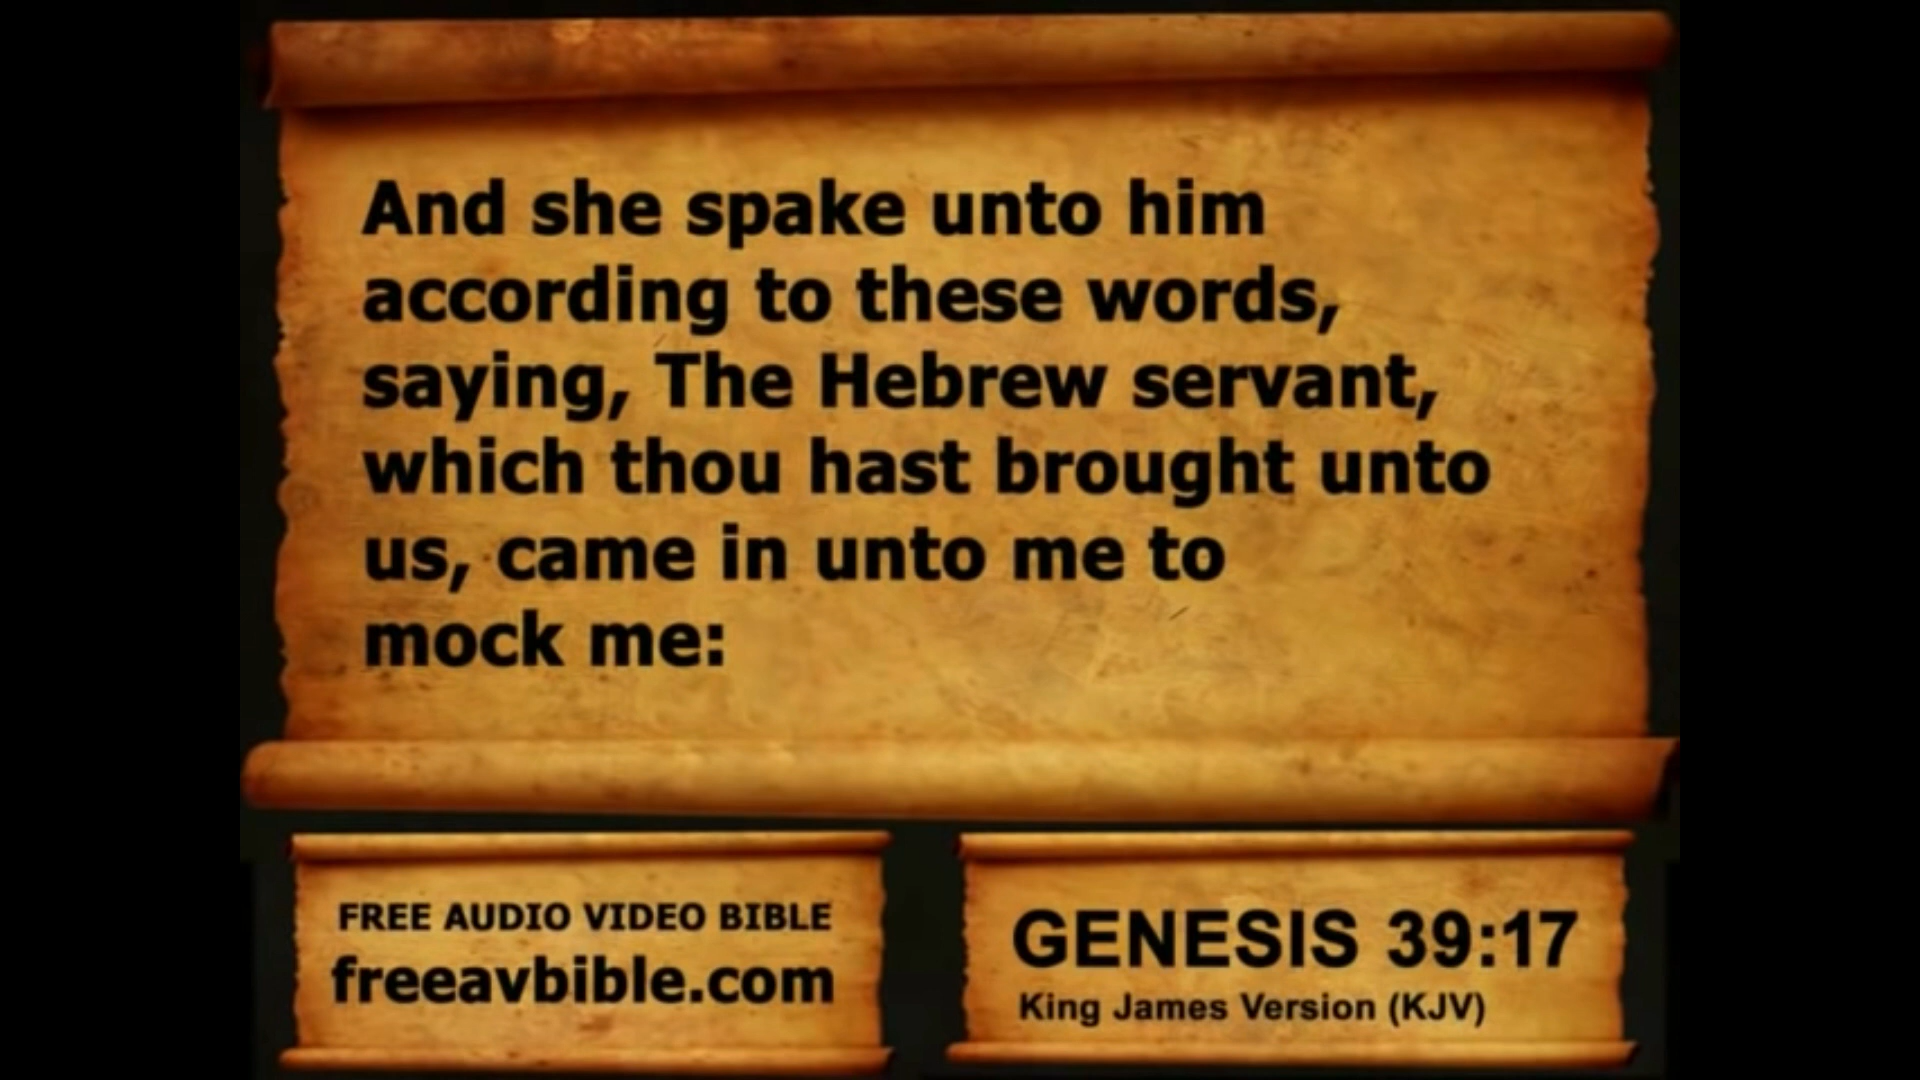 And she spake unto him
according to these words,
saying, The Hebrew servant,
which thou hast brought unto
us, came in unto me to
mock me:
FREE AUDIO VIDEO BIBLE
freeavbible.com
GENESIS 39:17
King James Version (KJV)